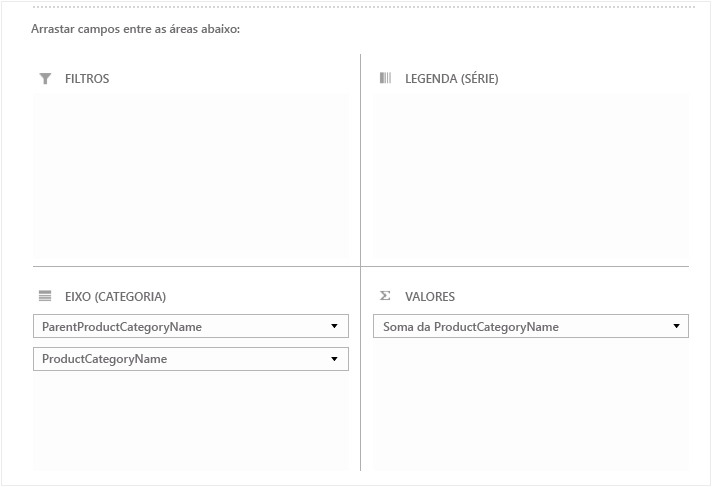 Arrastar campos entre as áreas abaixo:
FILTROS
LEGENDA (SÉRIE)
EIXO (CATEGORIA)
VALORES
ParentProductCategoryName
Soma da ProductCategoryName
ProductCategoryName